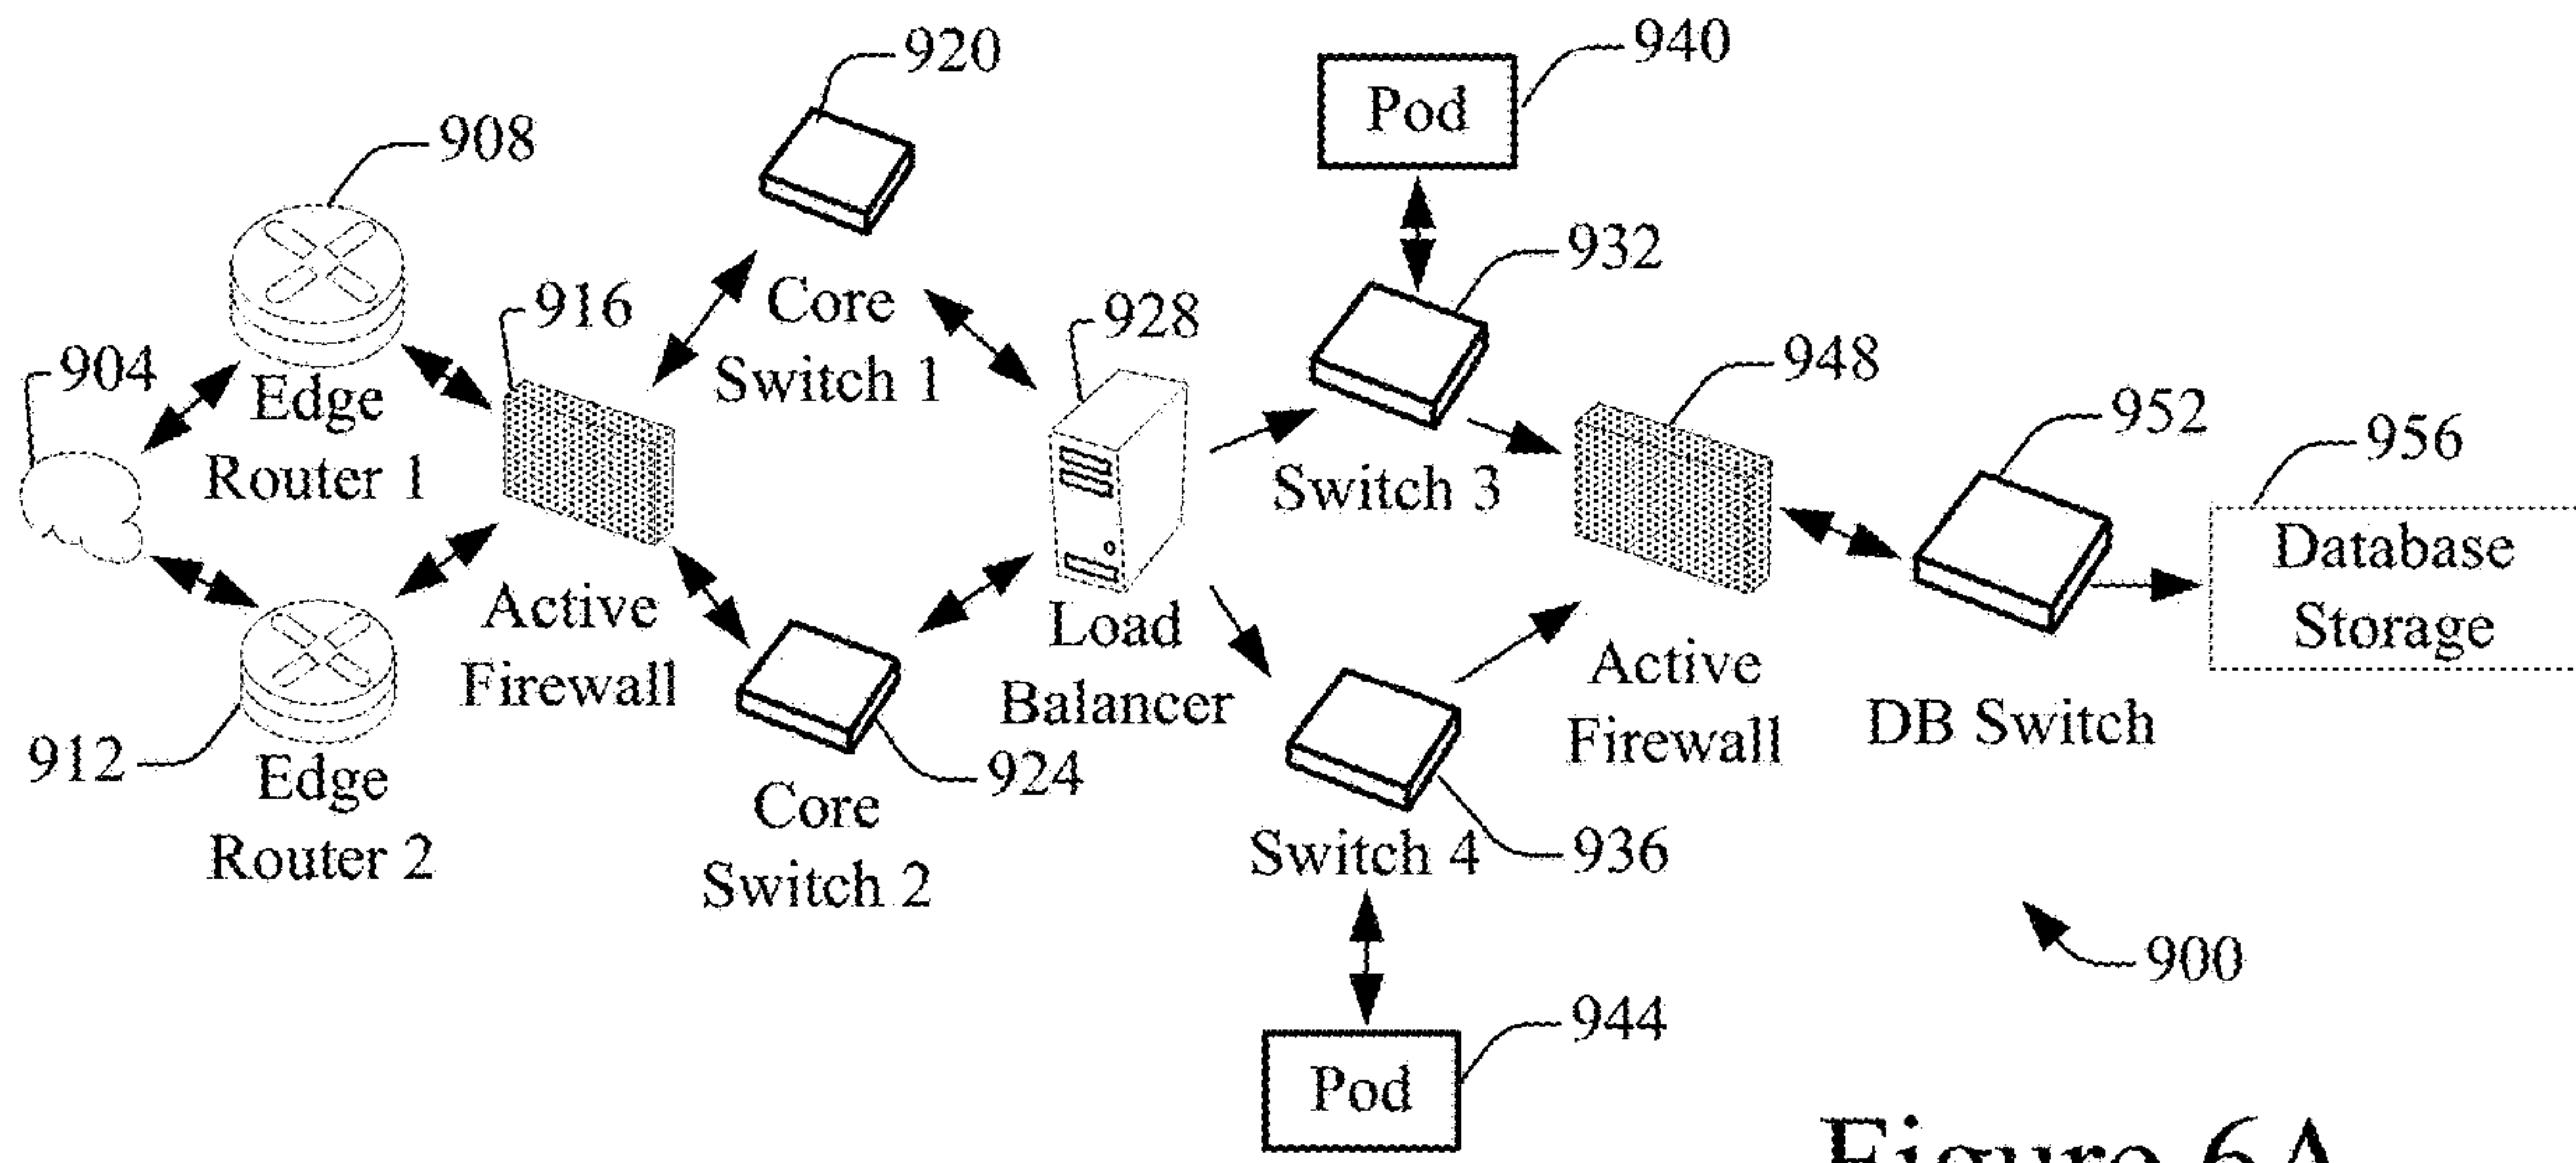 920
940
Pod
908
932
916
Core
Switch 1
928
948
904
Edge
Router 1
952
956
Switch 3
Database
Storage
Active
Firewall
Load
Balancer
Active
Firewall
DB Switch
912
Edge
Router 2
924
Core
Switch 2
Switch 4
936
900
944
Pod
Figure 6A